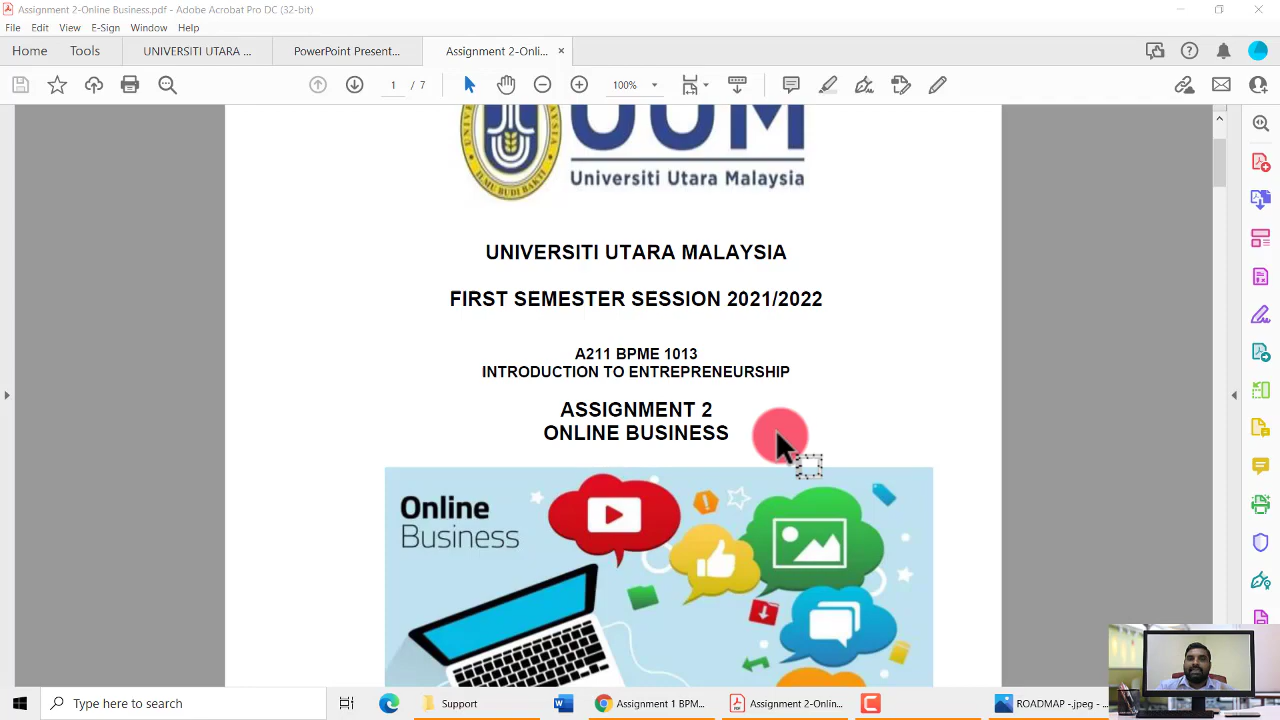 Assignment 2-Online Business.pdf - Adobe Acrobat Pro DC (32-bit)
File Edit View E-Sign Window Help
Home Tools UNIVERSITI UTARA ... PowerPoint Present... Assignment 2-Onli... ×
1 / 7 100%
UUM
Universiti Utara Malaysia
UNIVERSITI UTARA MALAYSIA
FIRST SEMESTER SESSION 2021/2022
A211 BPME 1013
INTRODUCTION TO ENTREPRENEURSHIP
ASSIGNMENT 2
ONLINE BUSINESS
Online
Business
Type here to search
Assignment 1 BPM...
Assignment 2-Onlin...
ROADMAP -.jpeg - ...